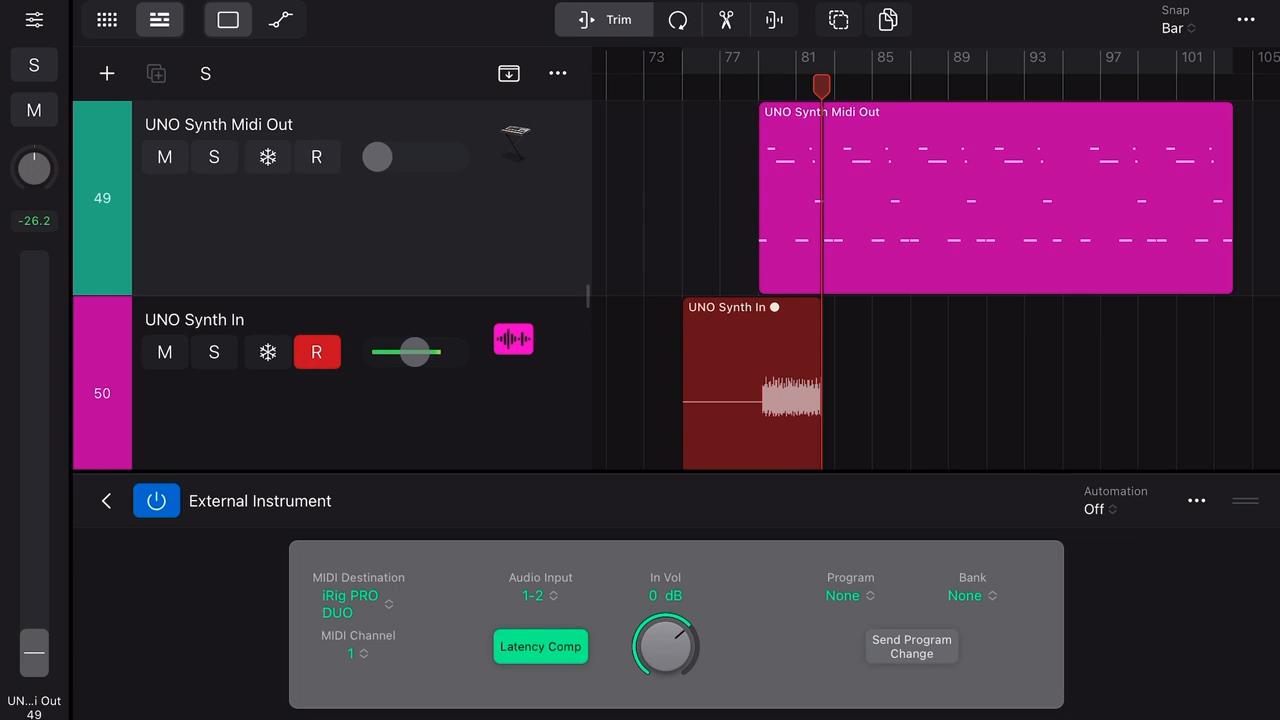 Trim
Snap
Bar
S
M
-26.2
UN...i Out
49
S
73
77
81
85
89
93
97
101
105
49
UNO Synth Midi Out
M
S
R
UNO Synth Midi Out
50
UNO Synth In
M
S
R
UNO Synth In
External Instrument
Automation
Off
MIDI Destination
iRig PRO
DUO
MIDI Channel
1
Audio Input
1-2
Latency Comp
In Vol
0 dB
Program
None
Bank
None
Send Program
Change